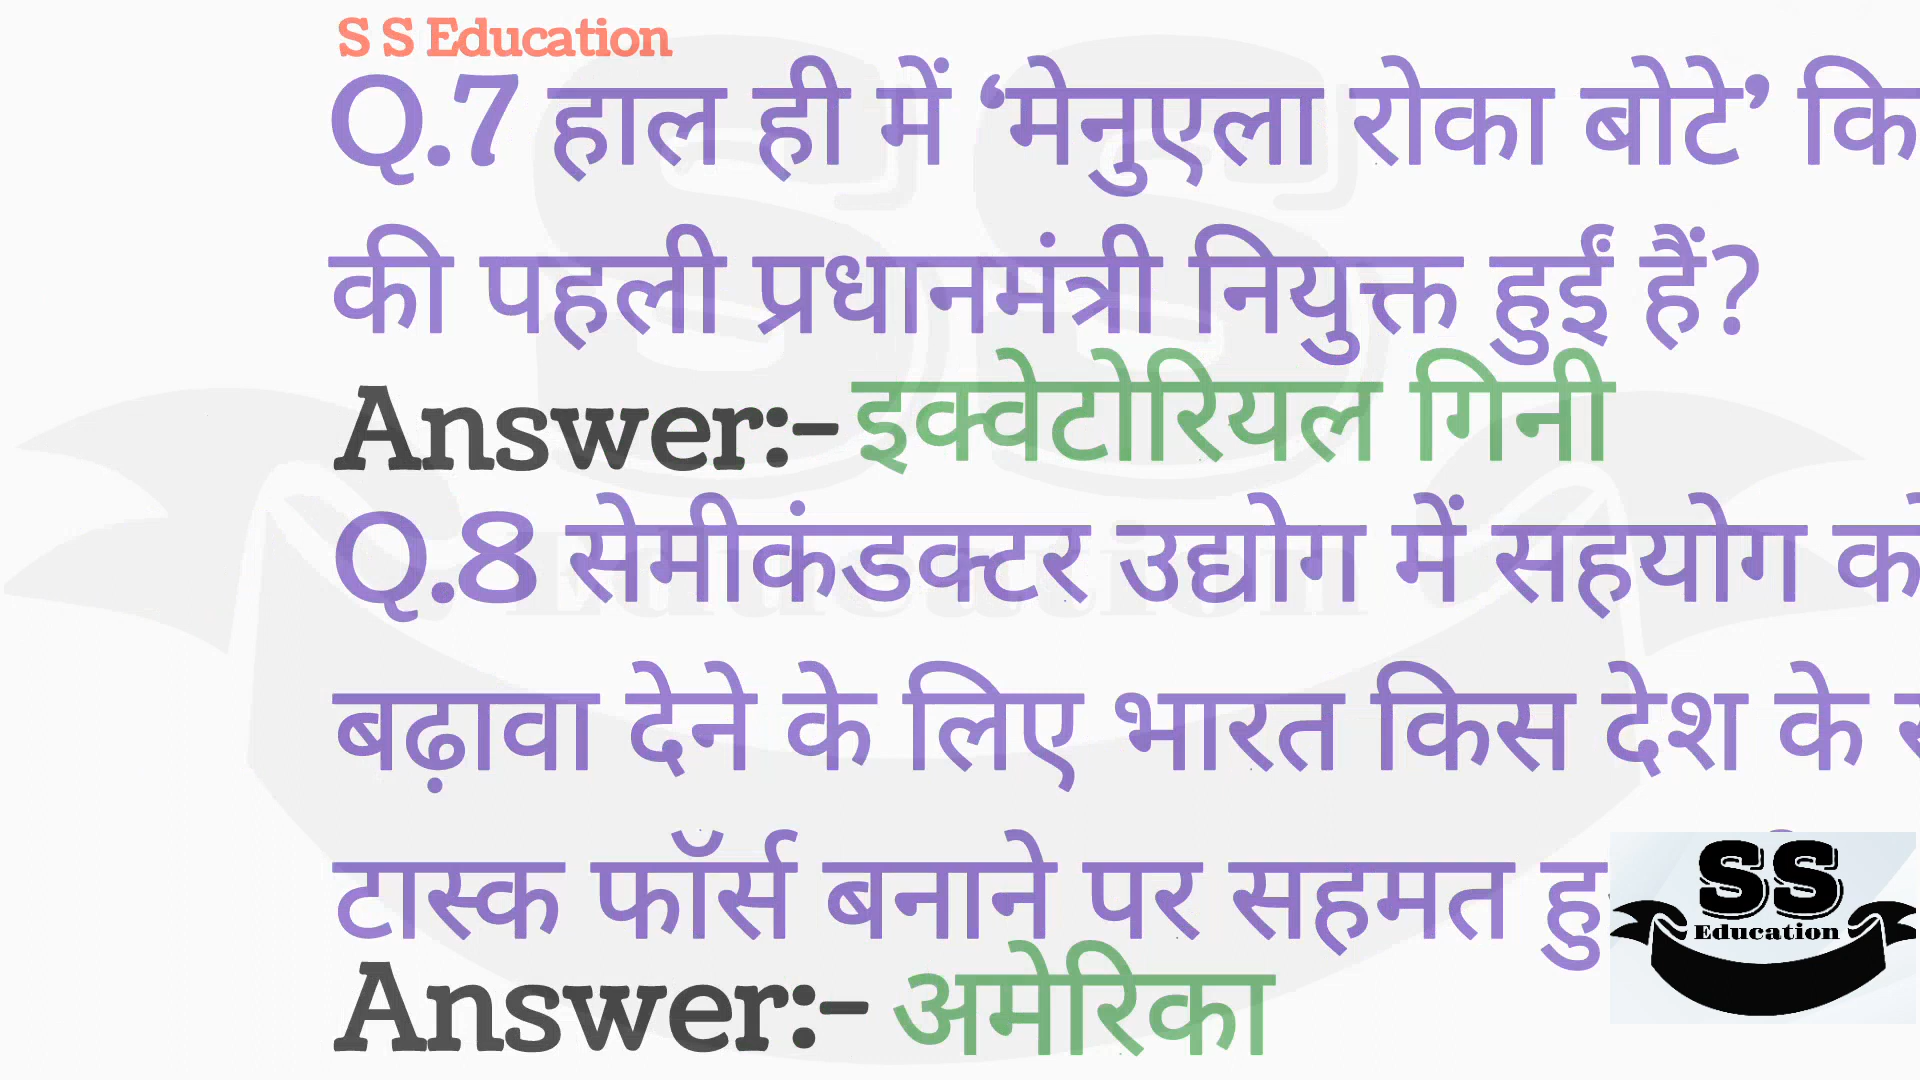 S S Education
Q.7 हाल ही में ‘मेनुएला रोका बोटे’ कि
की पहली प्रधानमंत्री नियुक्त हुईं हैं?
Answer:- इक्वेटोरियल गिनी
Q.8 सेमीकंडक्टर उद्योग में सहयोग को
बढ़ावा देने के लिए भारत किस देश के
टास्क फॉर्स बनाने पर सहमत
Answer:- अमेरिका
SS
Education